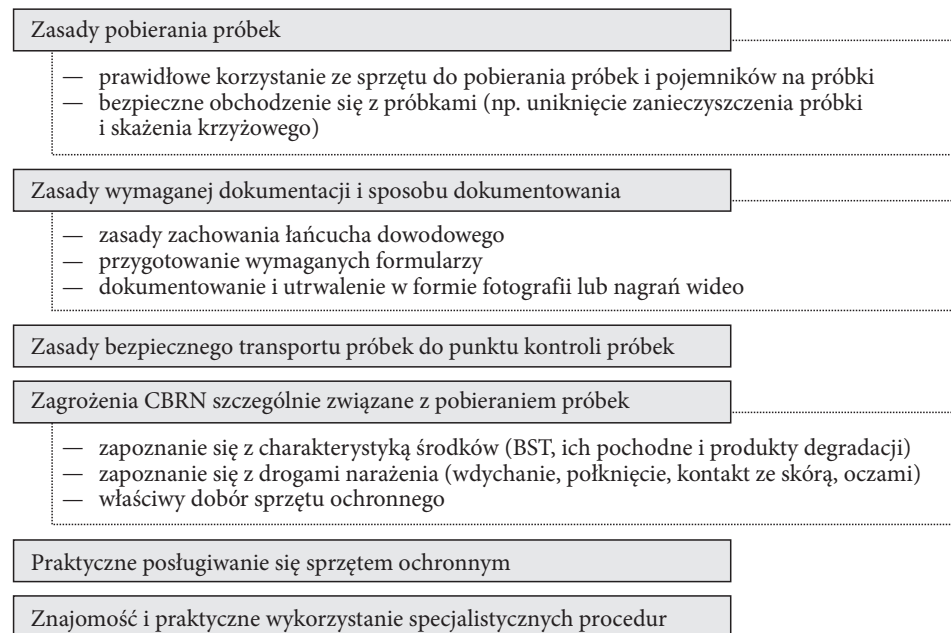 Zasady pobierania próbek
— prawidłowe korzystanie ze sprzętu do pobierania próbek i pojemników na próbki
— bezpieczne obchodzenie się z próbkami (np. uniknięcie zanieczyszczenia próbki
i skażenia krzyżowego)
Zasady wymaganej dokumentacji i sposobu dokumentowania
— zasady zachowania łańcucha dowodowego
— przygotowanie wymaganych formularzy
— dokumentowanie i utrwalenie w formie fotografii lub nagrań wideo
Zasady bezpiecznego transportu próbek do punktu kontroli próbek
Zagrożenia CBRN szczególnie związane z pobieraniem próbek
— zapoznanie się z charakterystyką środków (BST, ich pochodne i produkty degradacji)
— zapoznanie się z drogami narażenia (wdychanie, połknięcie, kontakt ze skórą, oczami)
— właściwy dobór sprzętu ochronnego
Praktyczne posługiwanie się sprzętem ochronnym
Znajomość i praktyczne wykorzystanie specjalistycznych procedur